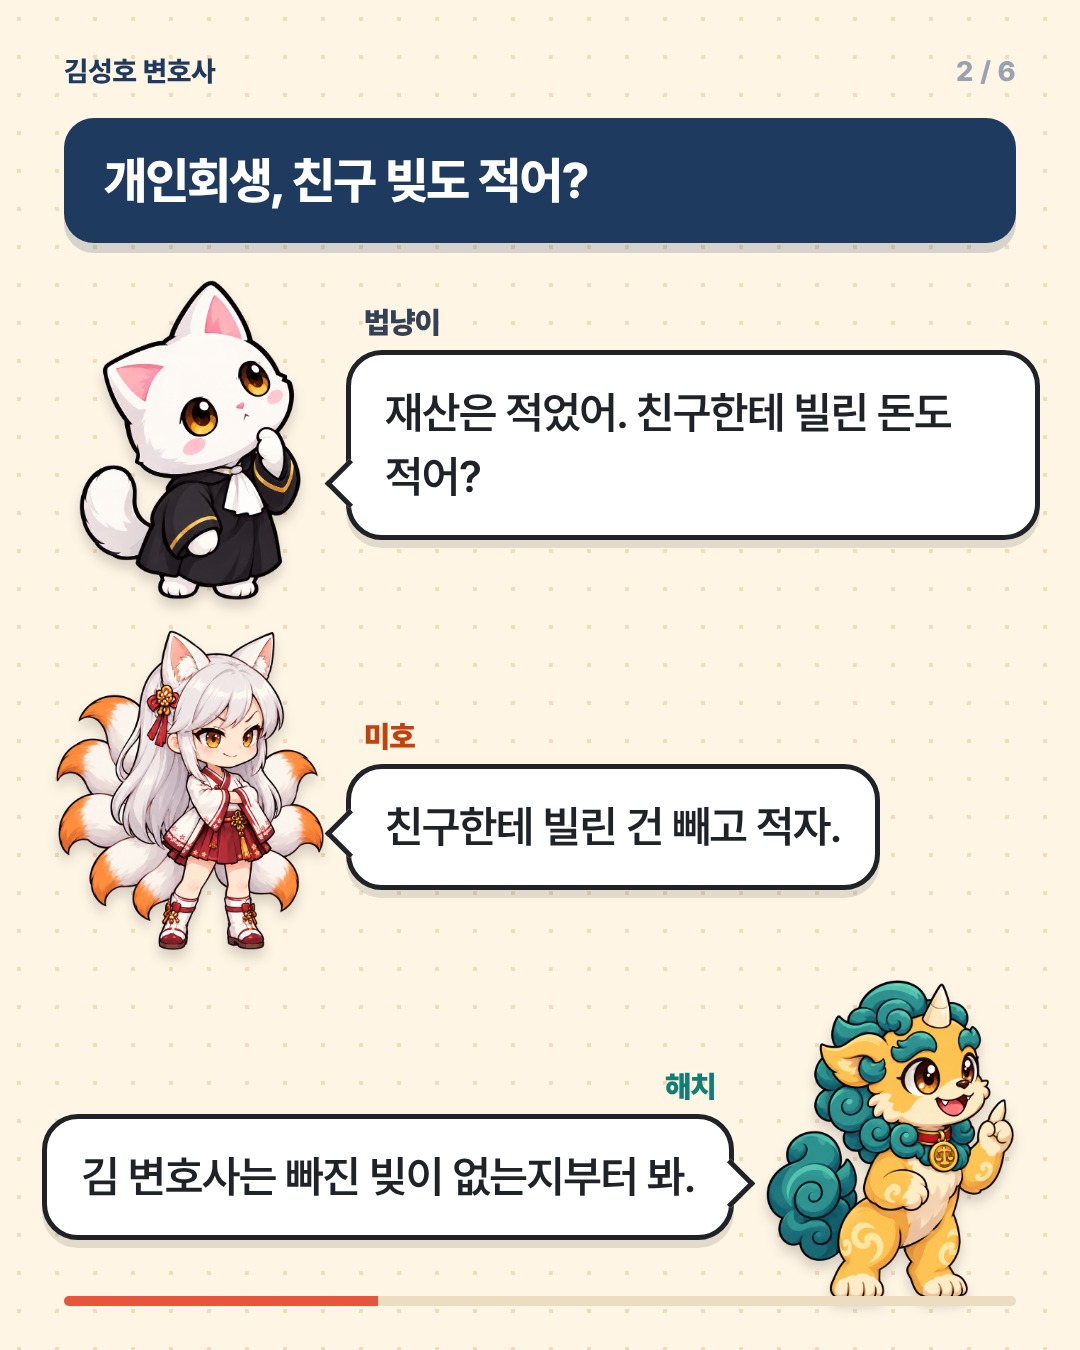 김성호 변호사
2 / 6
개인회생, 친구 빚도 적어?
법냥이
재산은 적었어. 친구한테 빌린 돈도
적어?
미호
친구한테 빌린 건 빼고 적자.
해치
김 변호사는 빠진 빚이 없는지부터 봐.